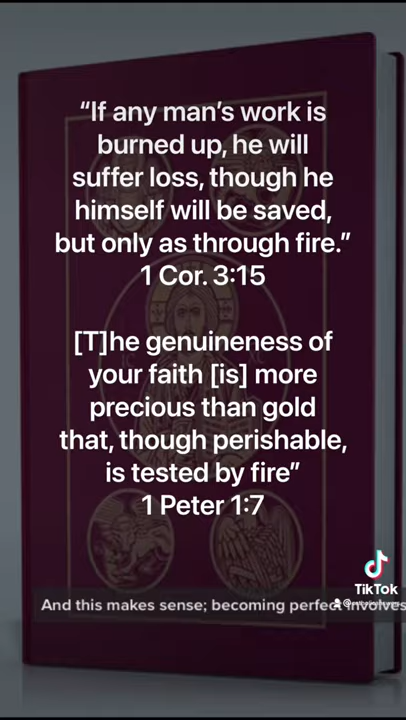 “If any man’s work is
burned up, he will
suffer loss, though he
himself will be saved,
but only as through fire.”
1 Cor. 3:15
[T]he genuineness of
your faith [is] more
precious than gold
that, though perishable,
is tested by fire”
1 Peter 1:7
TikTok
And this makes sense; becoming perfect involves